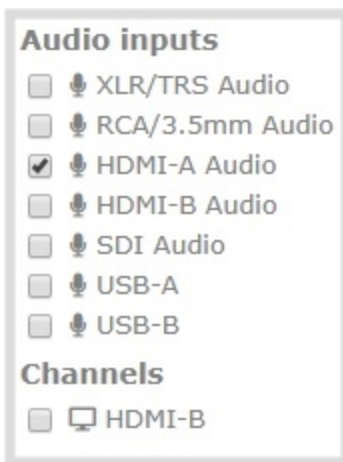 Audio inputs
XLR/TRS Audio
RCA/3.5mm Audio
HDMI-A Audio
HDMI-B Audio
SDI Audio
USB-A
USB-B
Channels
HDMI-B